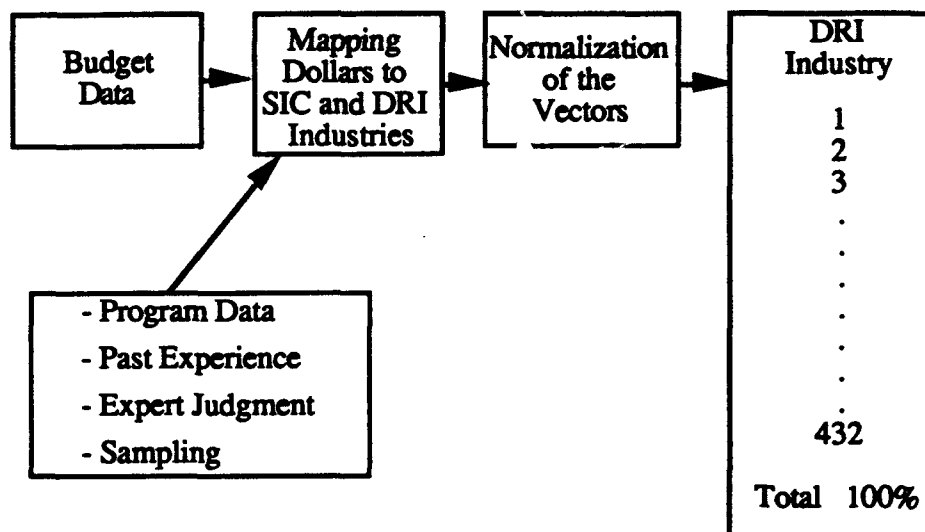 Budget
Data
Mapping
Dollars to
SIC and DRI
Industries
Normalization
of the
Vectors
DRI
Industry
1
2
3
.
.
.
.
.
.
.
432
Total 100%
- Program Data
- Past Experience
- Expert Judgment
- Sampling